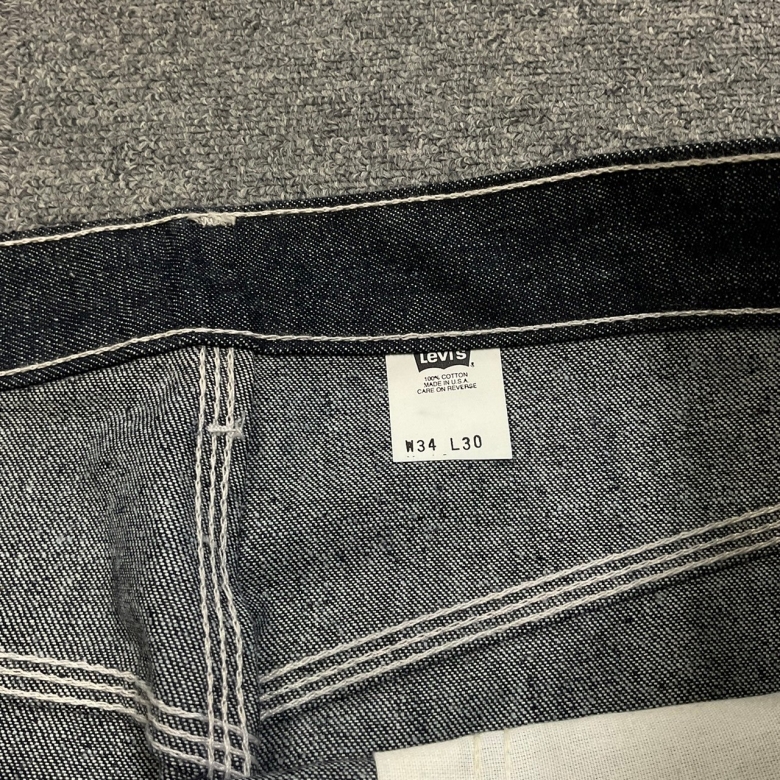 Levi's
100% COTTON
MADE IN U.S.A.
CARE ON REVERSE
W34 L30